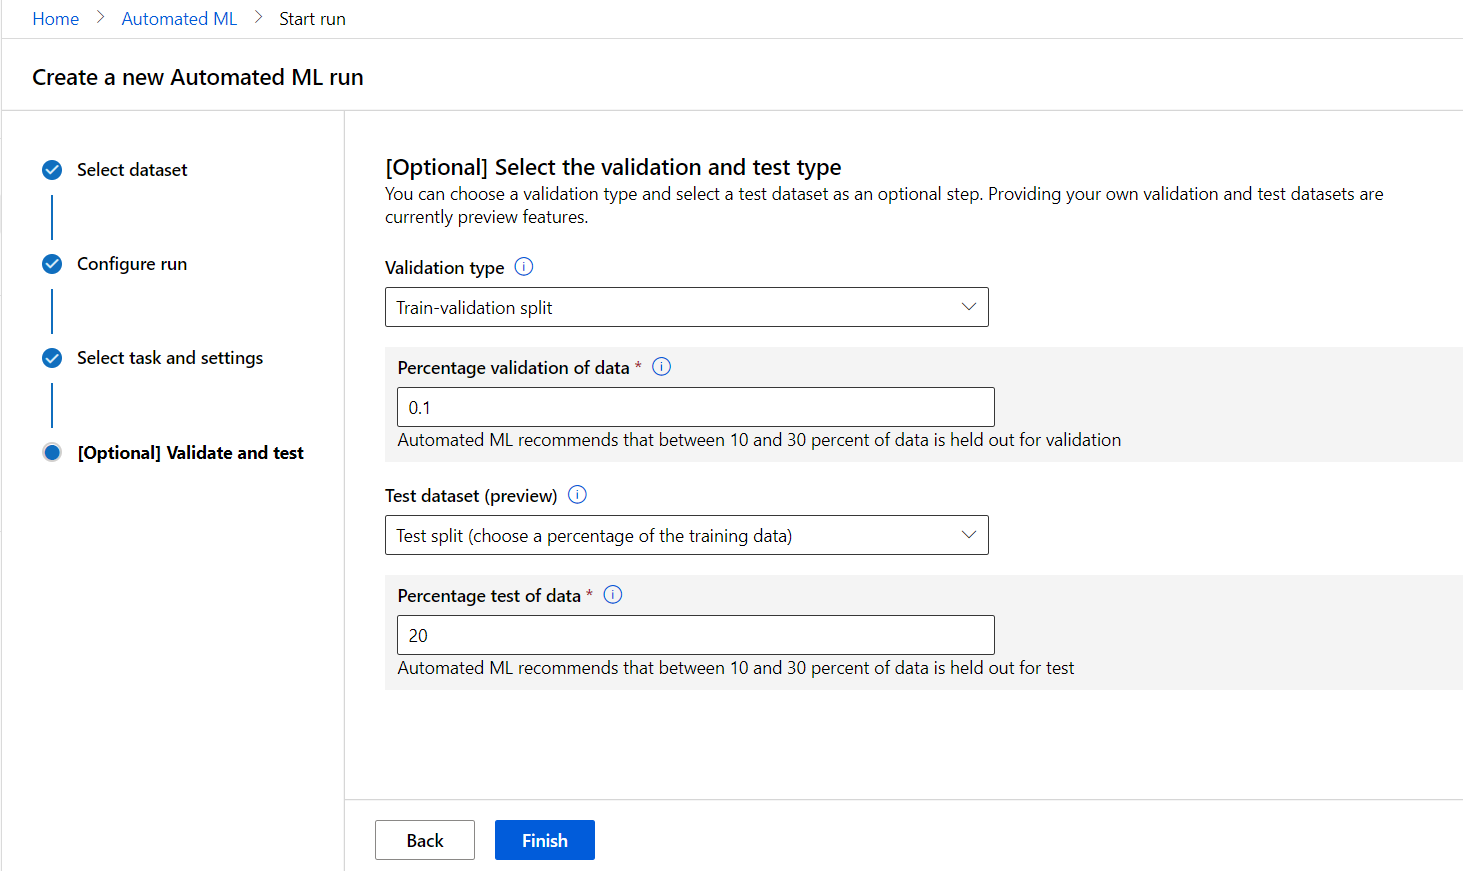 Home > Automated ML > Start run
Create a new Automated ML run
Select dataset
Configure run
Select task and settings
[Optional] Validate and test
[Optional] Select the validation and test type
You can choose a validation type and select a test dataset as an optional step. Providing your own validation and test datasets are
currently preview features.
Validation type
Train-validation split
Percentage validation of data *
0.1
Automated ML recommends that between 10 and 30 percent of data is held out for validation
Test dataset (preview)
Test split (choose a percentage of the training data)
Percentage test of data *
20
Automated ML recommends that between 10 and 30 percent of data is held out for test
Back
Finish